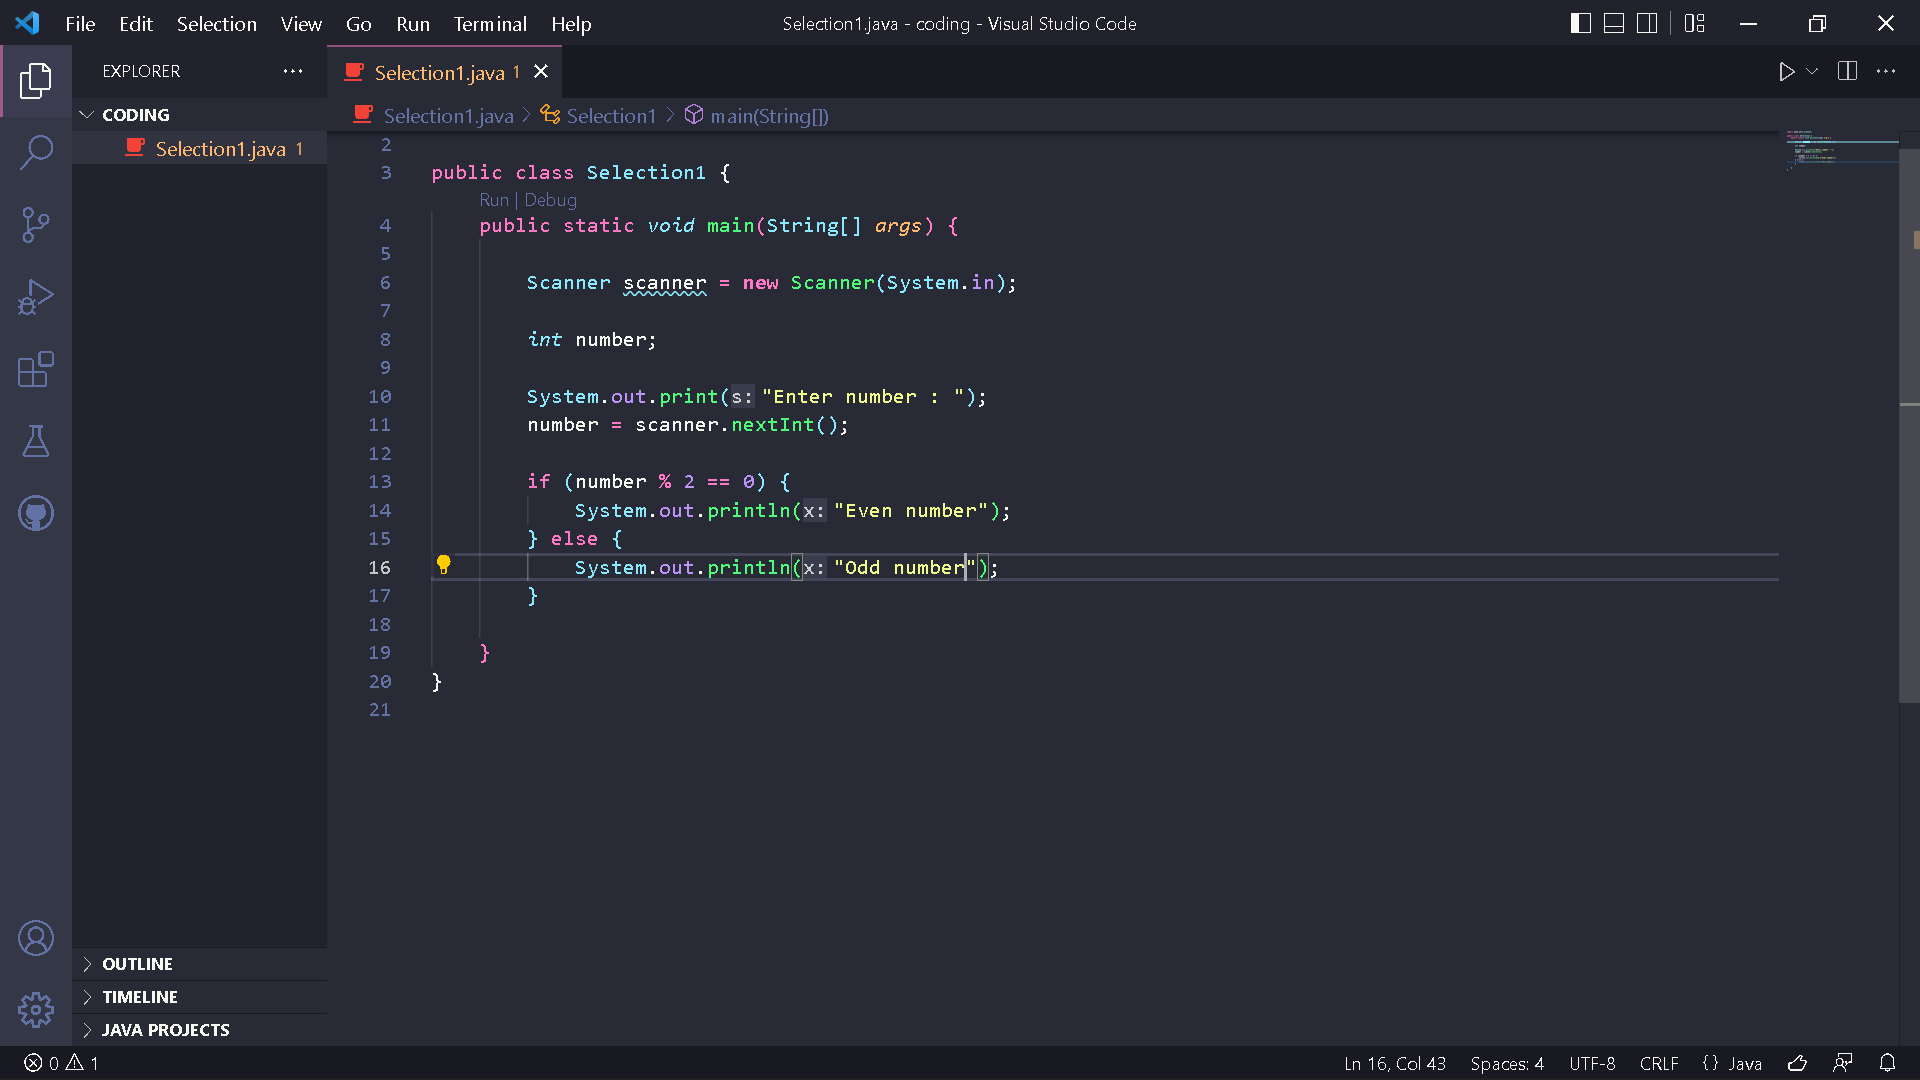 File Edit Selection View Go Run Terminal Help
Selection1.java - coding - Visual Studio Code
EXPLORER
CODING
Selection1.java 1
OUTLINE
TIMELINE
JAVA PROJECTS
Selection1.java 1
Selection1.java > Selection1 > main(String[])
2
3 public class Selection1 {
Run | Debug
4 public static void main(String[] args) {
5
6 Scanner scanner = new Scanner(System.in);
7
8 int number;
9
10 System.out.print(s: "Enter number : ");
11 number = scanner.nextInt();
12
13 if (number % 2 == 0) {
14 System.out.println(x: "Even number");
15 } else {
16 System.out.println(x: "Odd number");
17 }
18
19 }
20 }
21
0 1
Ln 16, Col 43 Spaces: 4 UTF-8 CRLF {} Java